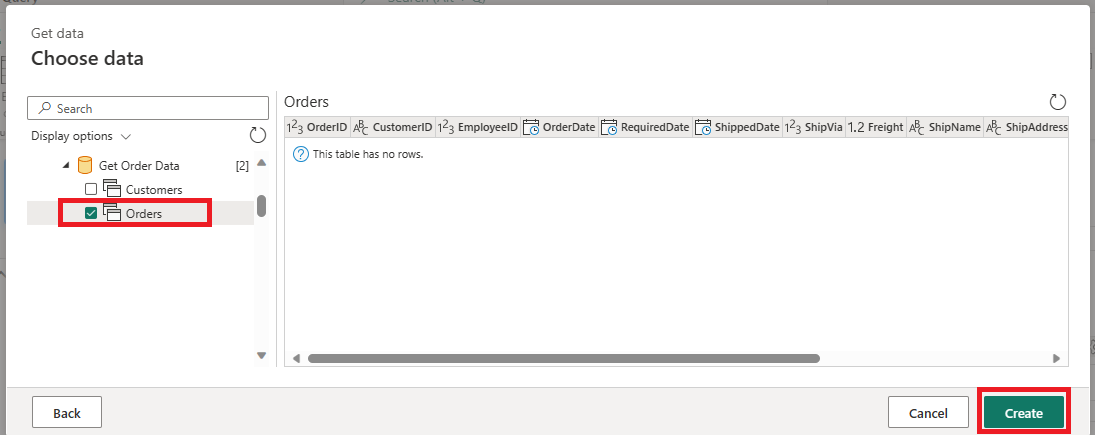 Get data
Choose data
Search
Display options
Get Order Data [2]
Customers
Orders
Orders
1²3 OrderID ABC CustomerID 1²3 EmployeeID OrderDate RequiredDate ShippedDate 1²3 ShipVia 1.2 Freight ABC ShipName ABC ShipAddress
? This table has no rows.
Back Cancel Create